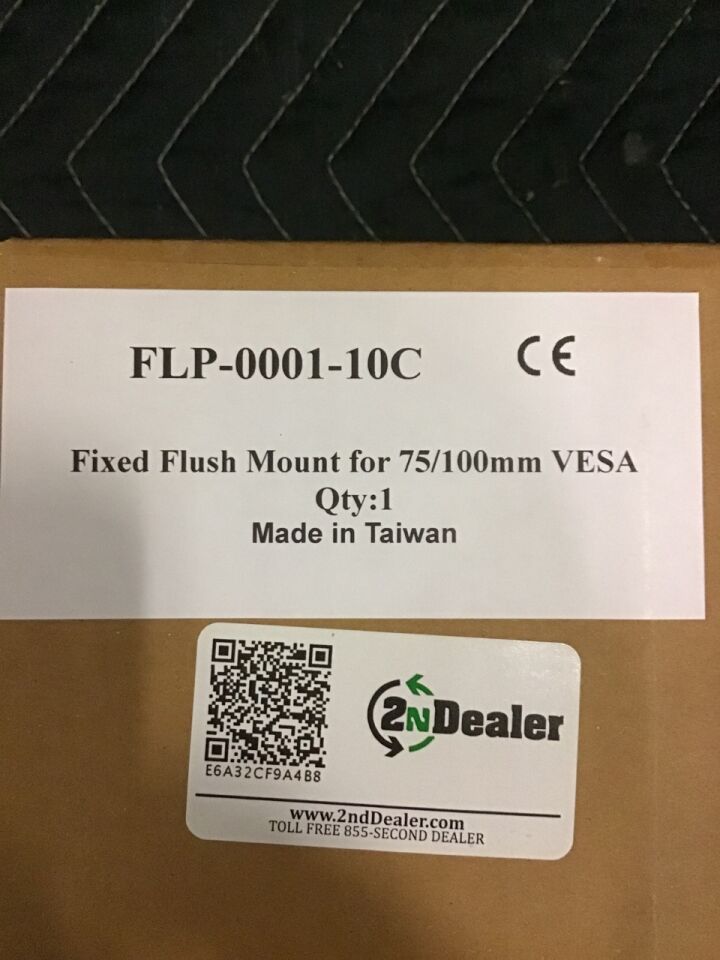 FLP-0001-10C CE
Fixed Flush Mount for 75/100mm VESA
Qty:1
Made in Taiwan
2NDealer
E6A32CF9A4B8
www.2ndDealer.com
TOLL FREE 855-SECOND DEALER